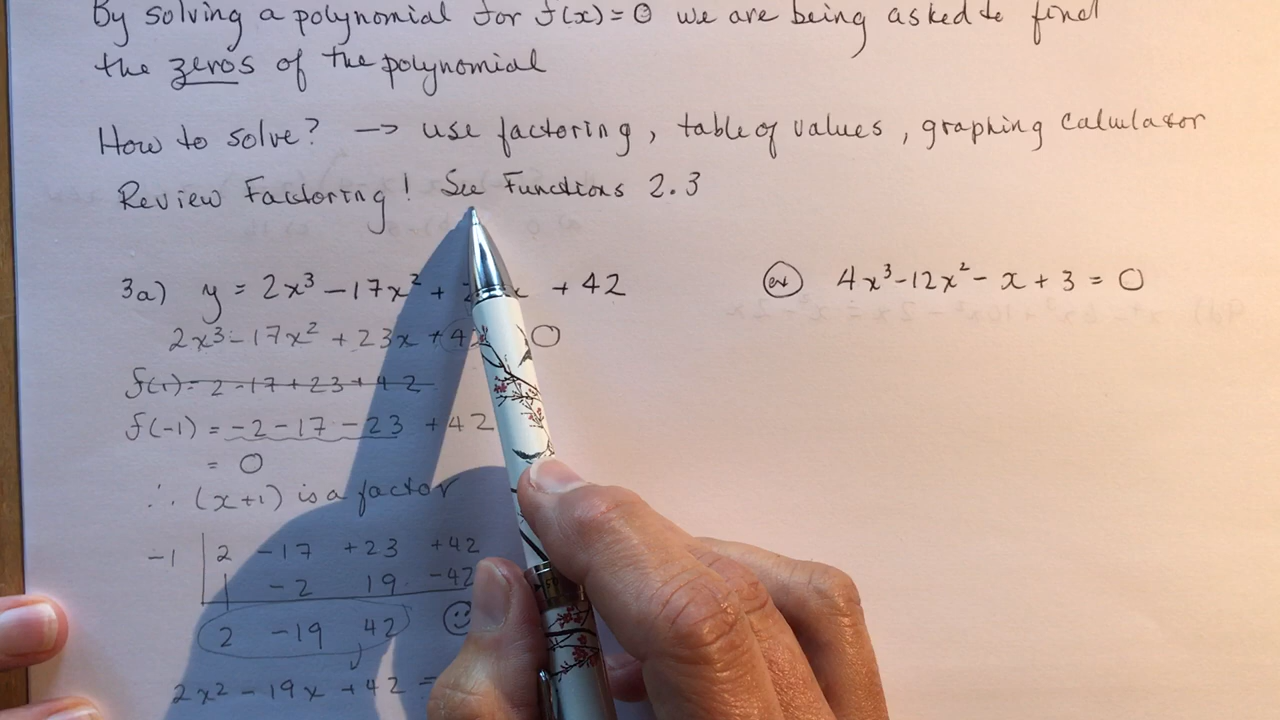 By solving a polynomial for f(x) = 0 we are being asked to find
the zeros of the polynomial
How to solve? → use factoring, table of values, graphing calculator
Review Factoring! See Functions 2.3
3a) y = 2x³ - 17x² + + 42
2x³ - 17x² + 23x + 4 0
f(1) = 2 - 17 + 23 + 42
f(-1) = -2 - 17 - 23 + 42
= 0
∴ (x+1) is a factor
-1 | 2 -17 +23 +42
↓ -2 19 -42
2 -19 42 ☺
2x² - 19x + 42 =
ex 4x³ - 12x² - x + 3 = 0